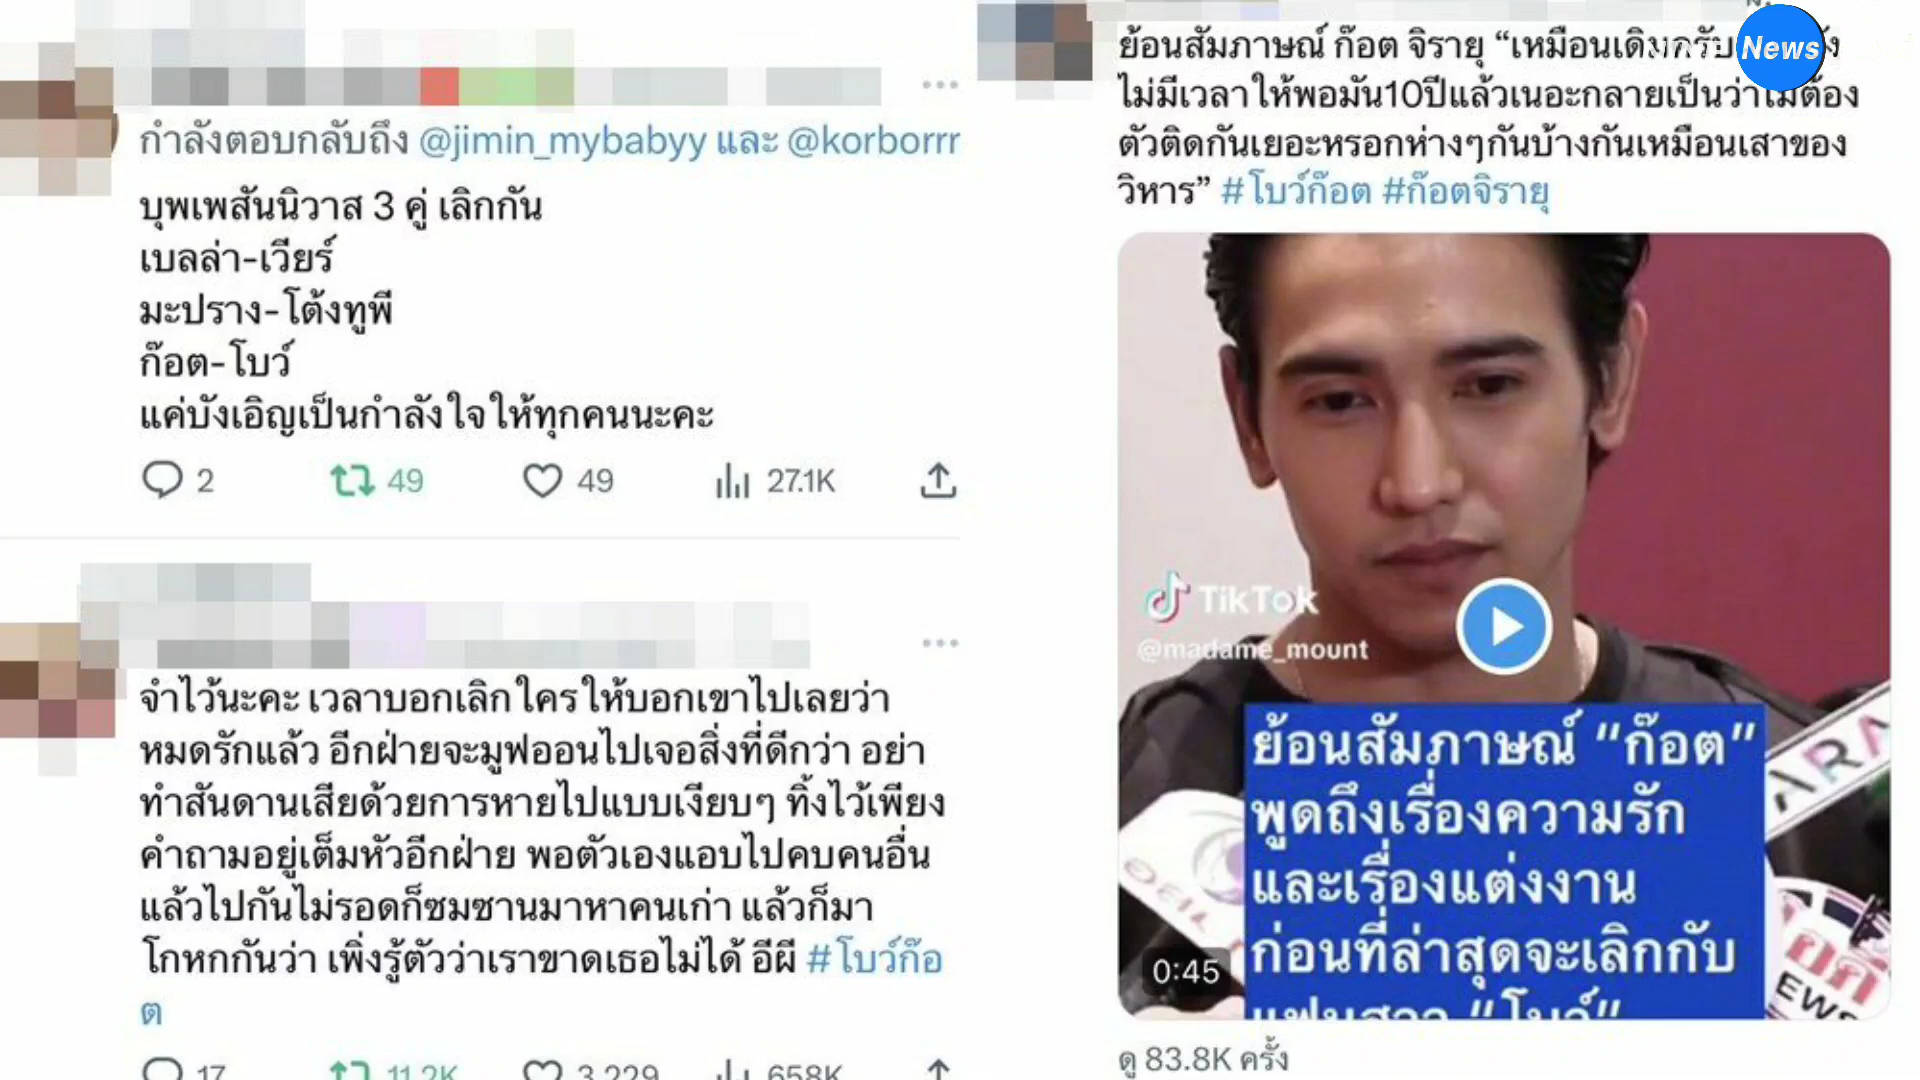 กำลังตอบกลับถึง @jimin_mybabyy และ @korborrr
บุพเพสันนิวาส 3 คู่ เลิกกัน
เบลล่า-เวียร์
มะปราง-โต้งทูพี
ก๊อต-โบว์
แค่บังเอิญเป็นกำลังใจให้ทุกคนนะคะ
2 49 49 27.1K
จำไว้นะคะ เวลาบอกเลิกใครให้บอกเขาไปเลยว่า
หมดรักแล้ว อีกฝ่ายจะมูฟออนไปเจอสิ่งที่ดีกว่า อย่า
ทำสันดานเสียด้วยการหายไปแบบเงียบๆ ทิ้งไว้เพียง
คำถามอยู่เต็มหัวอีกฝ่าย พอตัวเองแอบไปคบคนอื่น
แล้วไปกันไม่รอดก็ซมซานมาหาคนเก่า แล้วก็มา
โกหกกันว่า เพิ่งรู้ตัวว่าเราขาดเธอไม่ได้ อีผี #โบว์ก๊อ
ต
17 11.2K 3,229 658K
News
ย้อนสัมภาษณ์ ก๊อต จิรายุ “เหมือนเดิมครับ
ไม่มีเวลาให้พอมัน10ปีแล้วเนอะกลายเป็นว่าไม่ต้อง
ตัวติดกันเยอะหรอกห่างๆกันบ้างกันเหมือนเสาของ
วิหาร” #โบว์ก๊อต #ก๊อตจิรายุ
TikTok
@madame_mount
ย้อนสัมภาษณ์ “ก๊อต”
พูดถึงเรื่องความรัก
และเรื่องแต่งงาน
ก่อนที่ล่าสุดจะเลิกกับ
แฟนสาว “โบว์”
0:45
ดู 83.8K ครั้ง